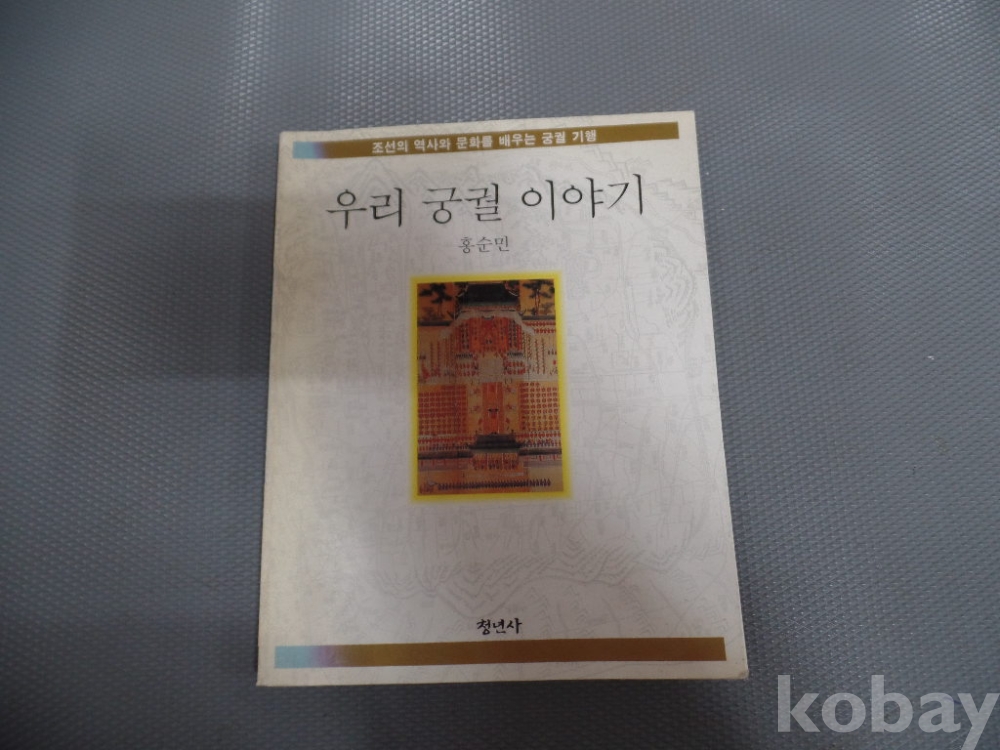 조선의 역사와 문화를 배우는 궁궐 기행
우리 궁궐 이야기
홍순민
청년사
kobay